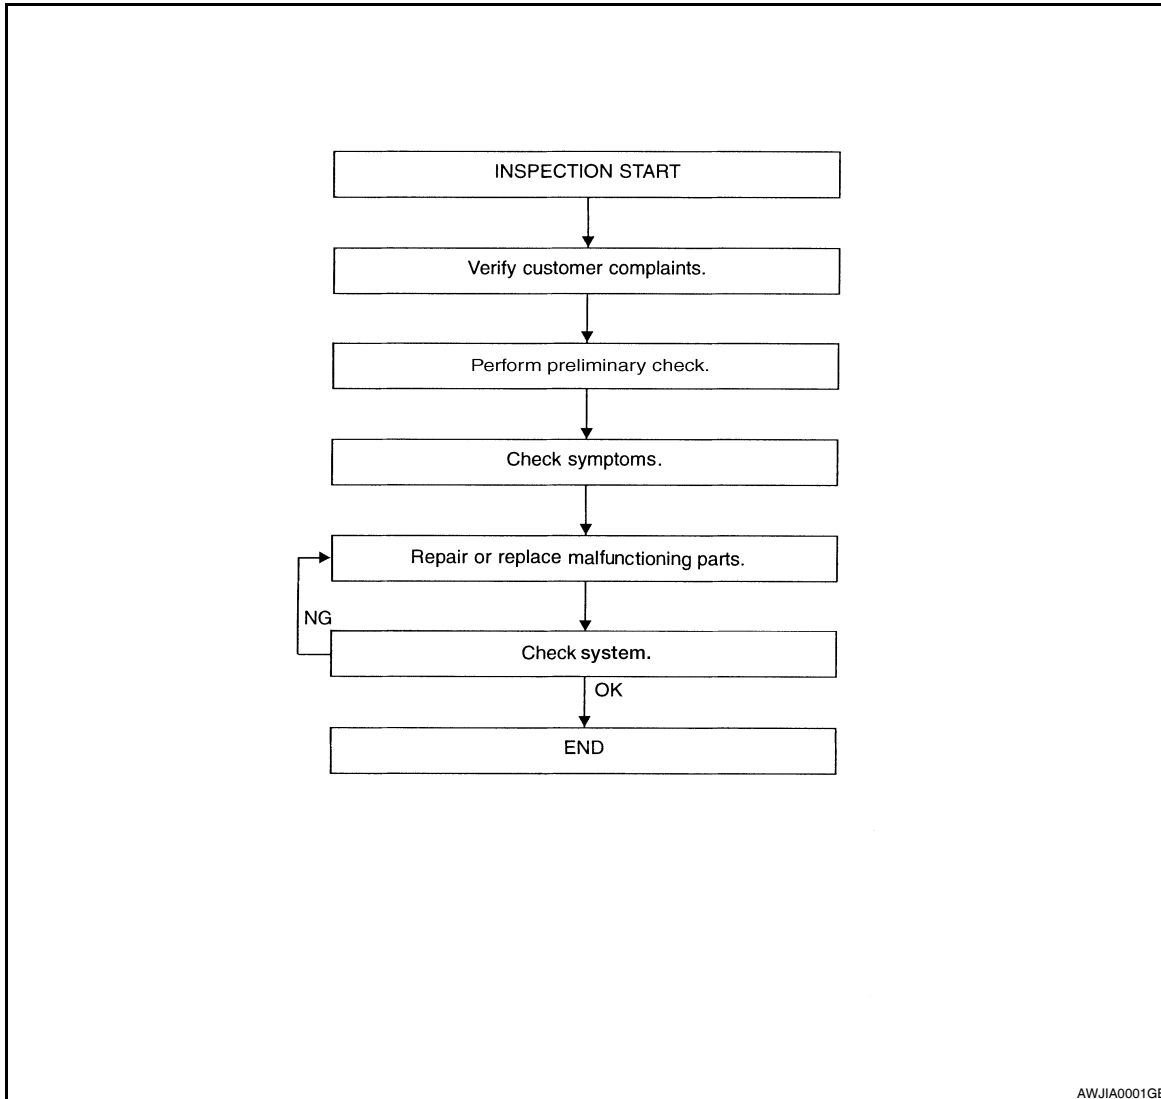 INSPECTION START
Verify customer complaints.
Perform preliminary check.
Check symptoms.
Repair or replace malfunctioning parts.
NG
Check system.
OK
END
AWJIA0001GB